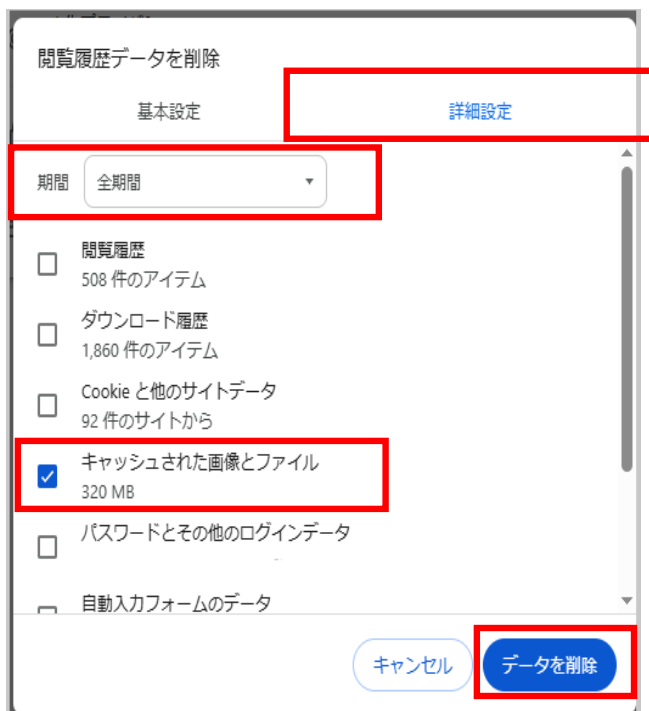 閲覧履歴データを削除
基本設定 詳細設定
期間 全期間
閲覧履歴
508 件のアイテム
ダウンロード履歴
1,860 件のアイテム
Cookie と他のサイトデータ
92 件のサイトから
キャッシュされた画像とファイル
320 MB
パスワードとその他のログインデータ
自動入力フォームのデータ
キャンセル データを削除